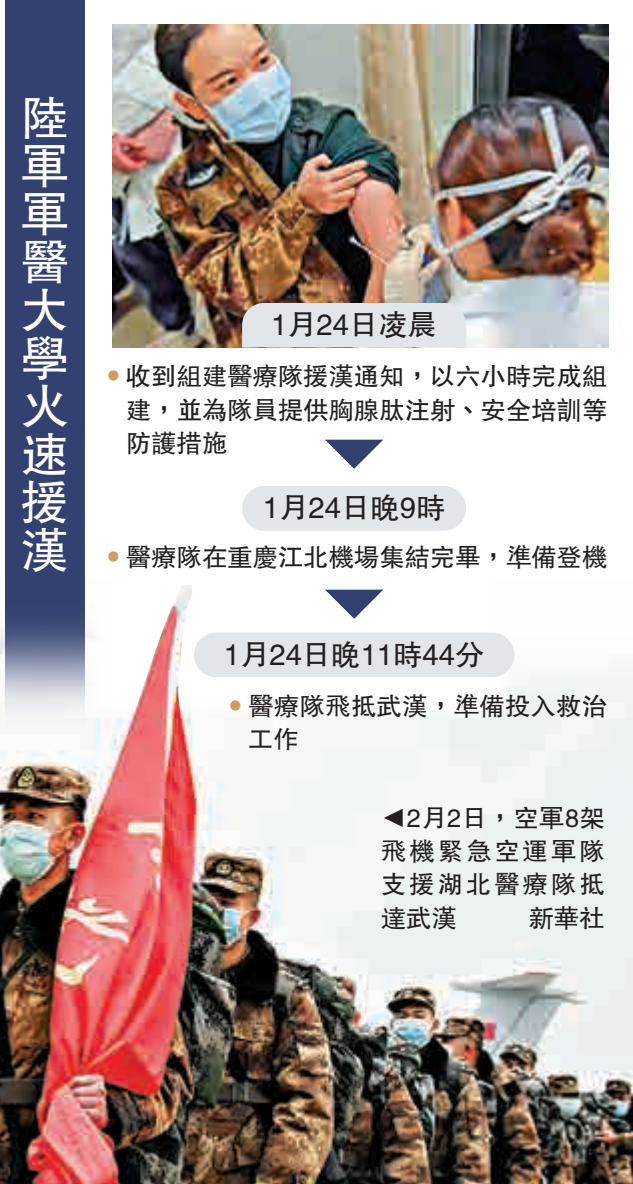 陸軍軍醫大學火速援漢
1月24日凌晨
收到組建醫療隊援漢通知，以六小時完成組
建，並為隊員提供胸腺肽注射、安全培訓等
防護措施
1月24日晚9時
醫療隊在重慶江北機場集結完畢，準備登機
1月24日晚11時44分
醫療隊飛抵武漢，準備投入救治
工作
◀2月2日，空軍8架
飛機緊急空運軍隊
支援湖北醫療隊抵
達武漢 新華社